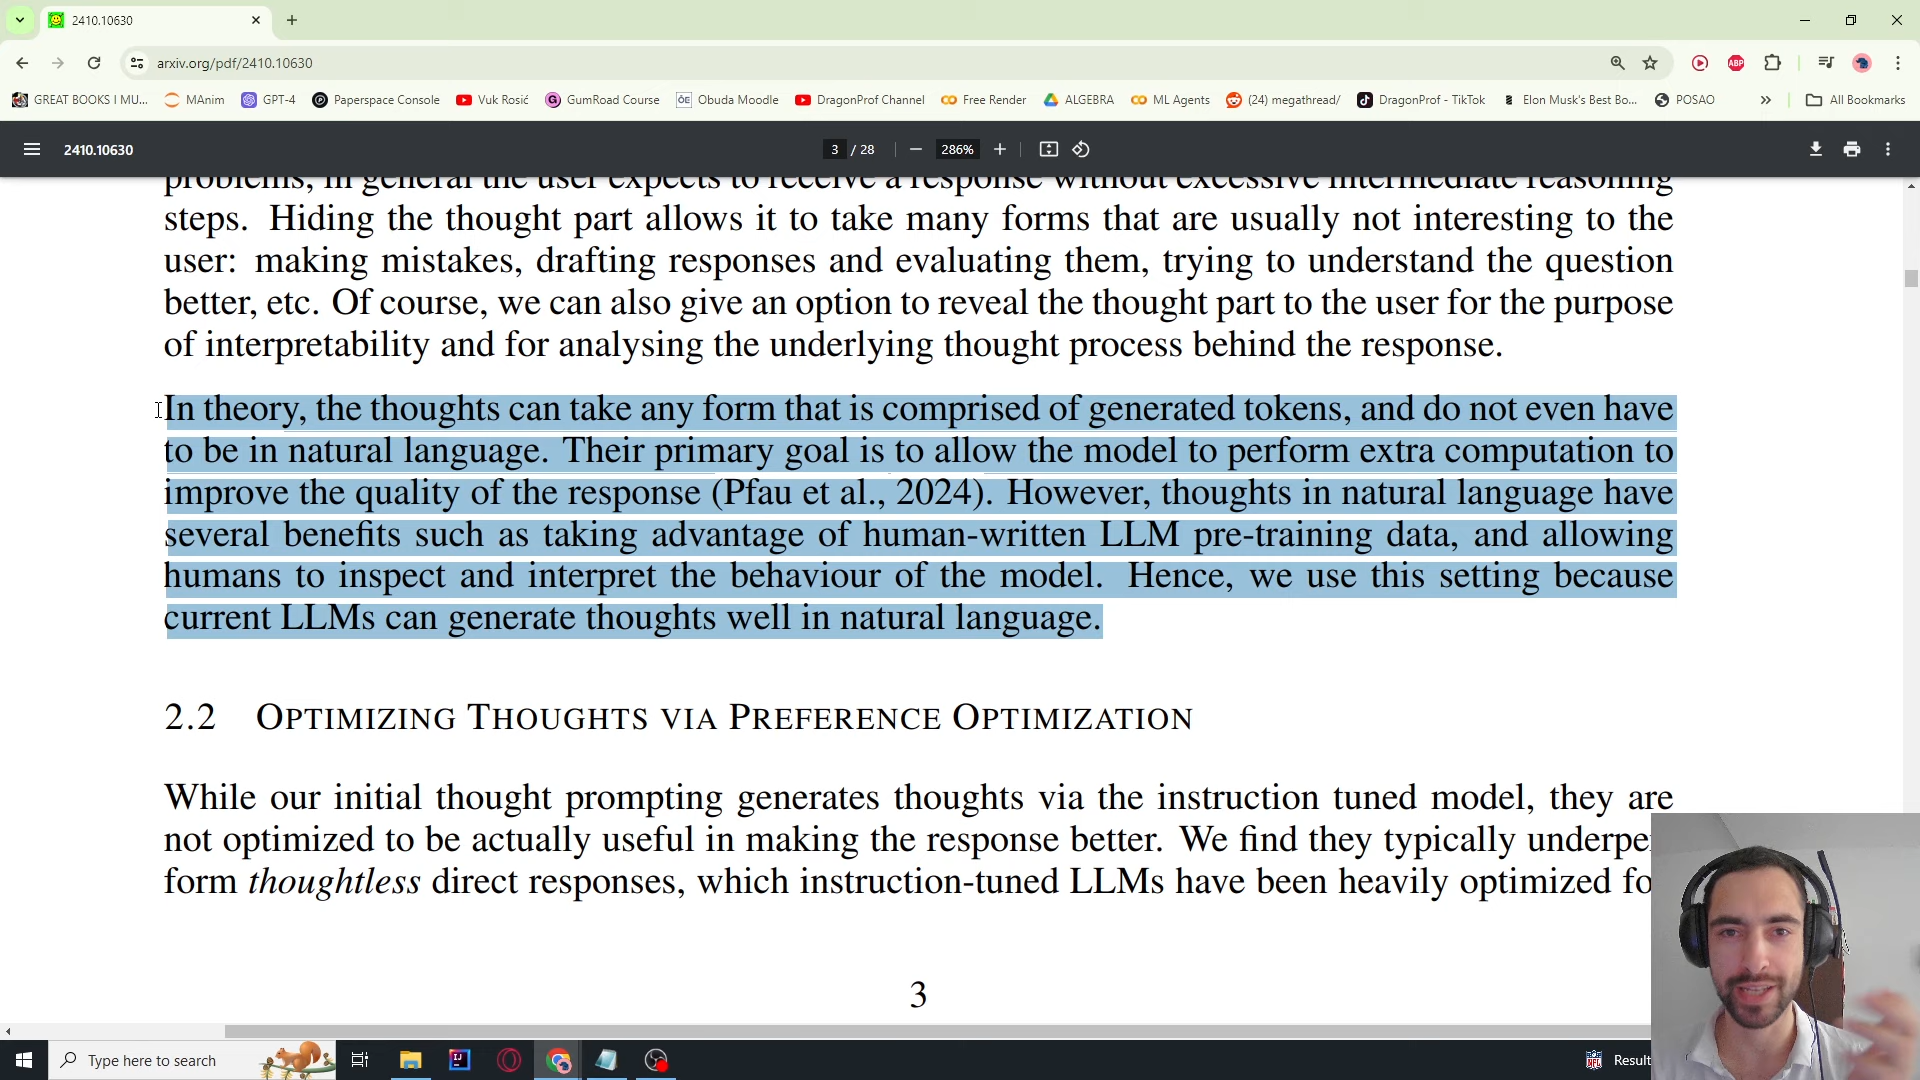 2410.10630
arxiv.org/pdf/2410.10630
GREAT BOOKS I MU...
MAnim
GPT-4
Paperspace Console
Vuk Rosić
GumRoad Course
Obuda Moodle
DragonProf Channel
Free Render
ALGEBRA
ML Agents
(24) megathread/
DragonProf - TikTok
Elon Musk's Best Bo...
POSAO
All Bookmarks
2410.10630
3 / 28
286%
problems, in general the user expects to receive a response without excessive intermediate reasoning
steps. Hiding the thought part allows it to take many forms that are usually not interesting to the
user: making mistakes, drafting responses and evaluating them, trying to understand the question
better, etc. Of course, we can also give an option to reveal the thought part to the user for the purpose
of interpretability and for analysing the underlying thought process behind the response.
In theory, the thoughts can take any form that is comprised of generated tokens, and do not even have
to be in natural language. Their primary goal is to allow the model to perform extra computation to
improve the quality of the response (Pfau et al., 2024). However, thoughts in natural language have
several benefits such as taking advantage of human-written LLM pre-training data, and allowing
humans to inspect and interpret the behaviour of the model. Hence, we use this setting because
current LLMs can generate thoughts well in natural language.
2.2 OPTIMIZING THOUGHTS VIA PREFERENCE OPTIMIZATION
While our initial thought prompting generates thoughts via the instruction tuned model, they are
not optimized to be actually useful in making the response better. We find they typically underpe
form thoughtless direct responses, which instruction-tuned LLMs have been heavily optimized fo
3
Type here to search
Result